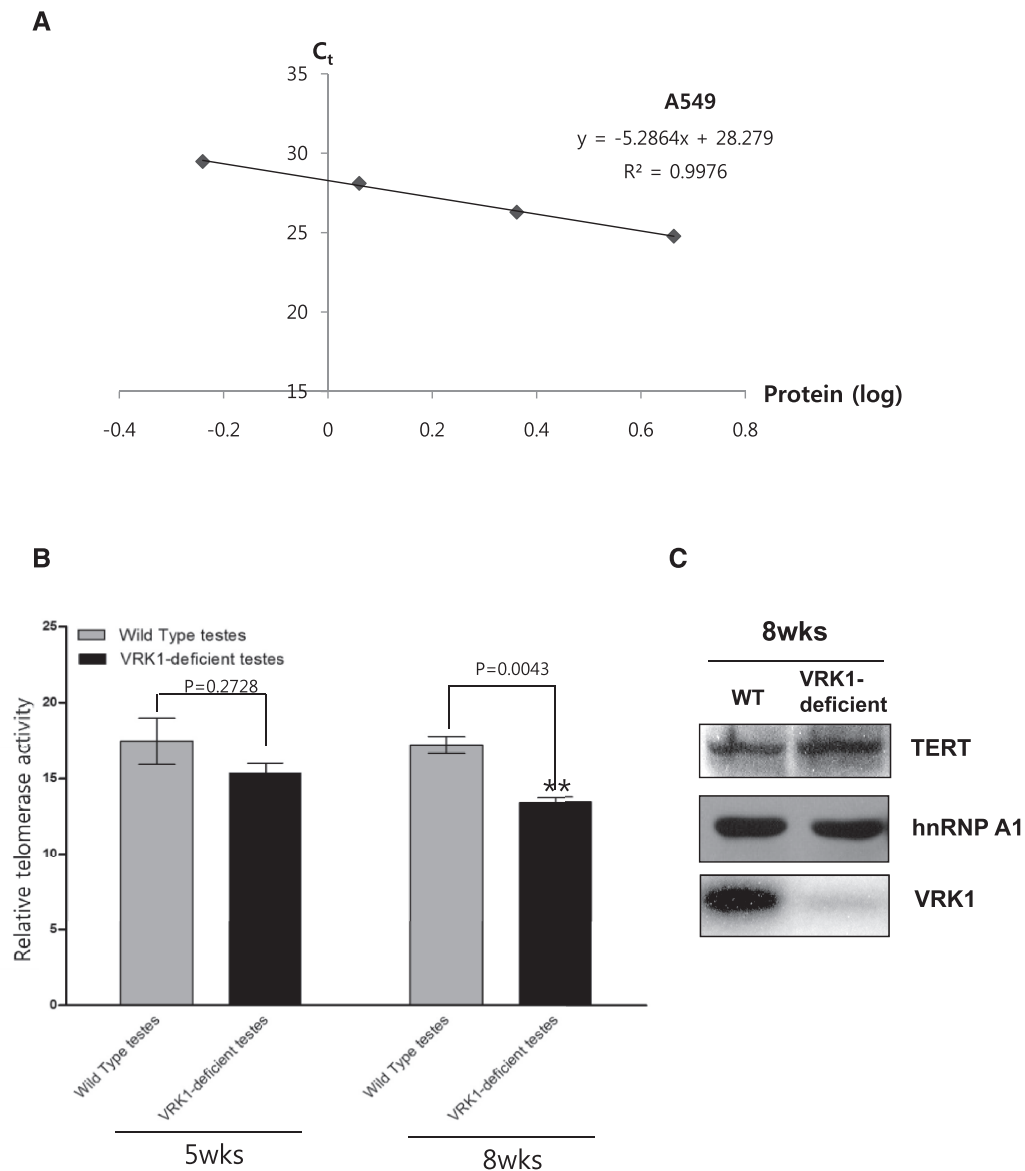 A
Ct
35
30
25
20
15
A549
y = -5.2864x + 28.279
R² = 0.9976
Protein (log)
-0.4 -0.2 0 0.2 0.4 0.6 0.8
B
Relative telomerase activity
25
20
15
10
5
0
Wild Type testes
VRK1-deficient testes
P=0.2728
P=0.0043
**
Wild Type testes
VRK1-deficient testes
Wild Type testes
VRK1-deficient testes
5wks
8wks
C
8wks
WT
VRK1-
deficient
TERT
hnRNP A1
VRK1